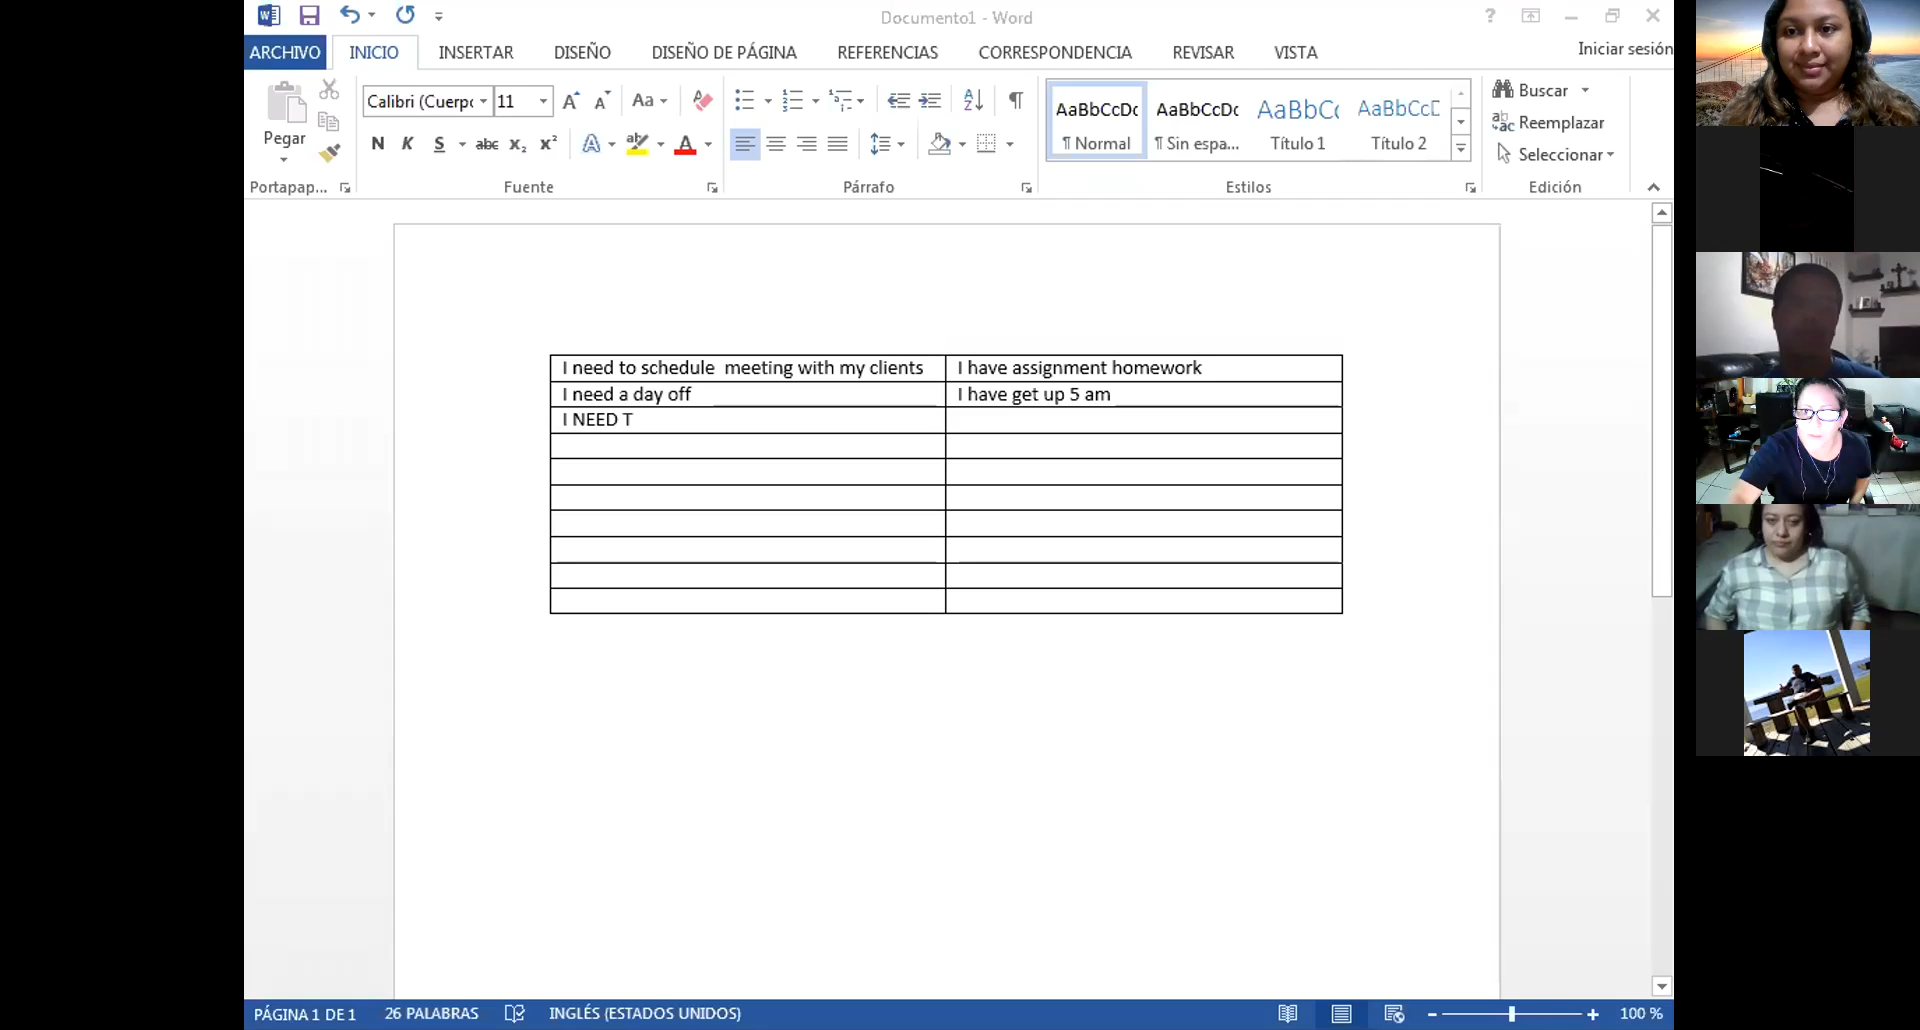 Documento1 - Word
ARCHIVO INICIO INSERTAR DISEÑO DISEÑO DE PÁGINA REFERENCIAS CORRESPONDENCIA REVISAR VISTA Iniciar sesión
Pegar
Calibri (Cuerpo 11 Aa
AaBbCcDc AaBbCcDc AaBbCc AaBbCcD
Buscar
Reemplazar
N K S abc x₂ x² A A
¶ Normal ¶ Sin espa... Título 1 Título 2
Seleccionar
Portapap... Fuente Párrafo Estilos Edición
I need to schedule meeting with my clients I have assignment homework
I need a day off I have get up 5 am
I NEED T
PÁGINA 1 DE 1 26 PALABRAS INGLÉS (ESTADOS UNIDOS) 100 %